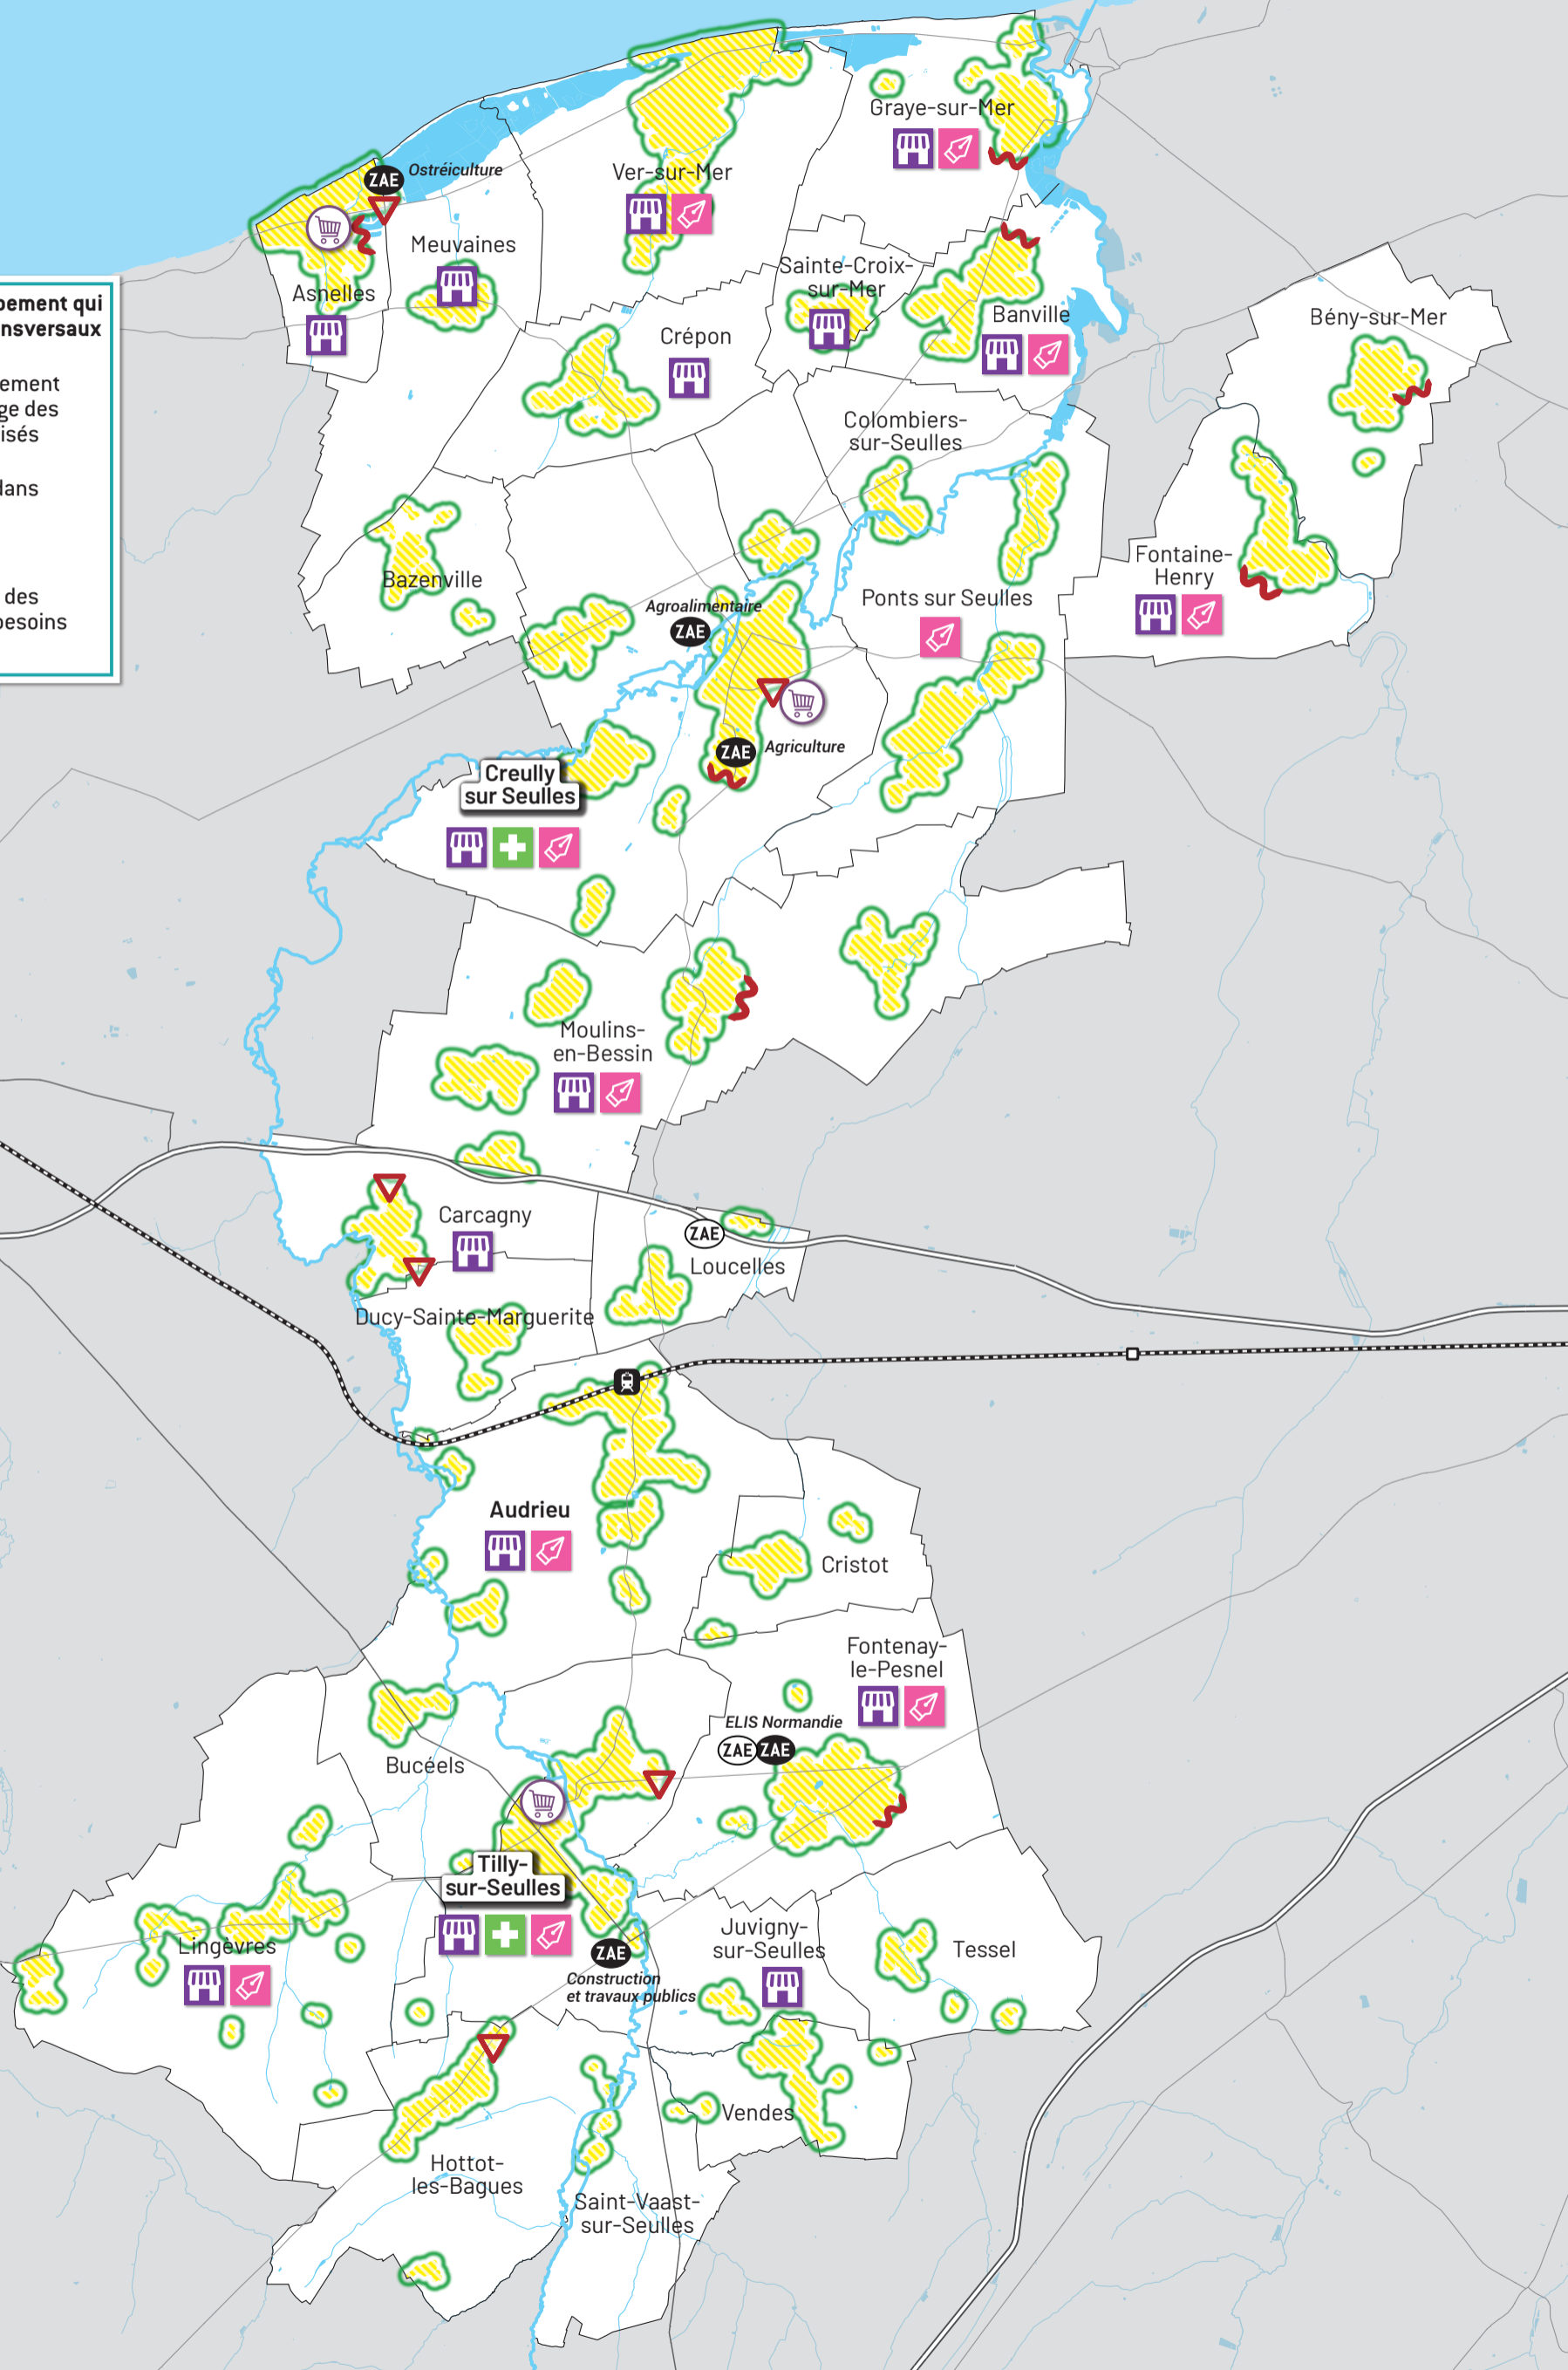 Ostréiculture
ZAE
Graye-sur-Mer
Ver-sur-Mer
Meuvaines
Asnelles
Sainte-Croix-
sur-Mer
Banville
Bény-sur-Mer
pement qui
nsversaux
ement
ge des
isés
dans
des
besoins
Crépon
Colombiers-
sur-Seulles
Bazenville
Fontaine-
Henry
Ponts sur Seulles
Agroalimentaire
ZAE
ZAE
Agriculture
Creully
sur Seulles
Moulins-
en-Bessin
Carcagny
ZAE
Loucelles
Ducy-Sainte-Marguerite
Audrieu
Cristot
Fontenay-
le-Pesnel
ELIS Normandie
ZAE
ZAE
Bucéels
Tilly-
sur-Seulles
Lingèvres
ZAE
Construction
et travaux publics
Juvigny-
sur-Seulles
Tessel
Vendes
Hottot-
les-Bagues
Saint-Vaast-
sur-Seulles